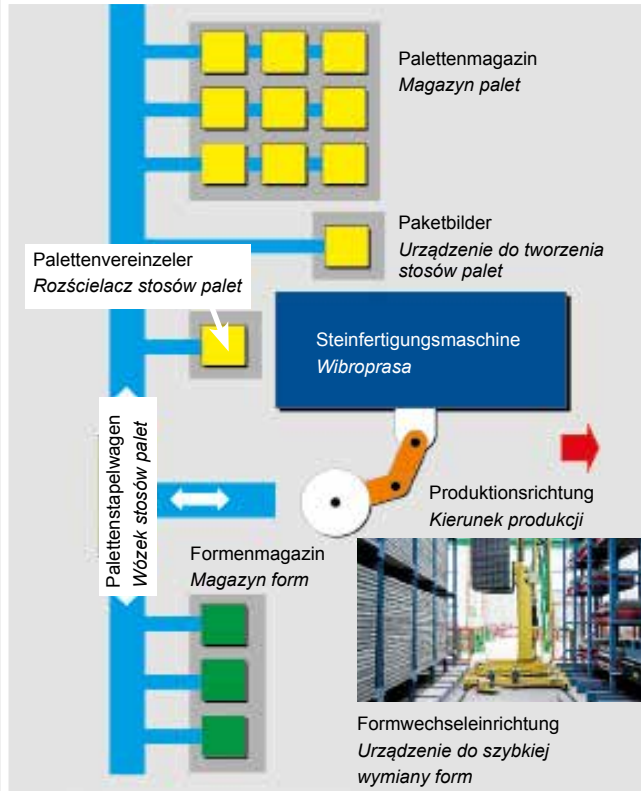 Palettenmagazin
Magazyn palet
Paketbilder
Urządzenie do tworzenia
stosów palet
Palettenvereinzeler
Rozścielacz stosów palet
Steinfertigungsmaschine
Wibroprasa
Palettenstapelwagen
Wózek stosów palet
Produktionsrichtung
Kierunek produkcji
Formenmagazin
Magazyn form
Formwechseleinrichtung
Urządzenie do szybkiej
wymiany form